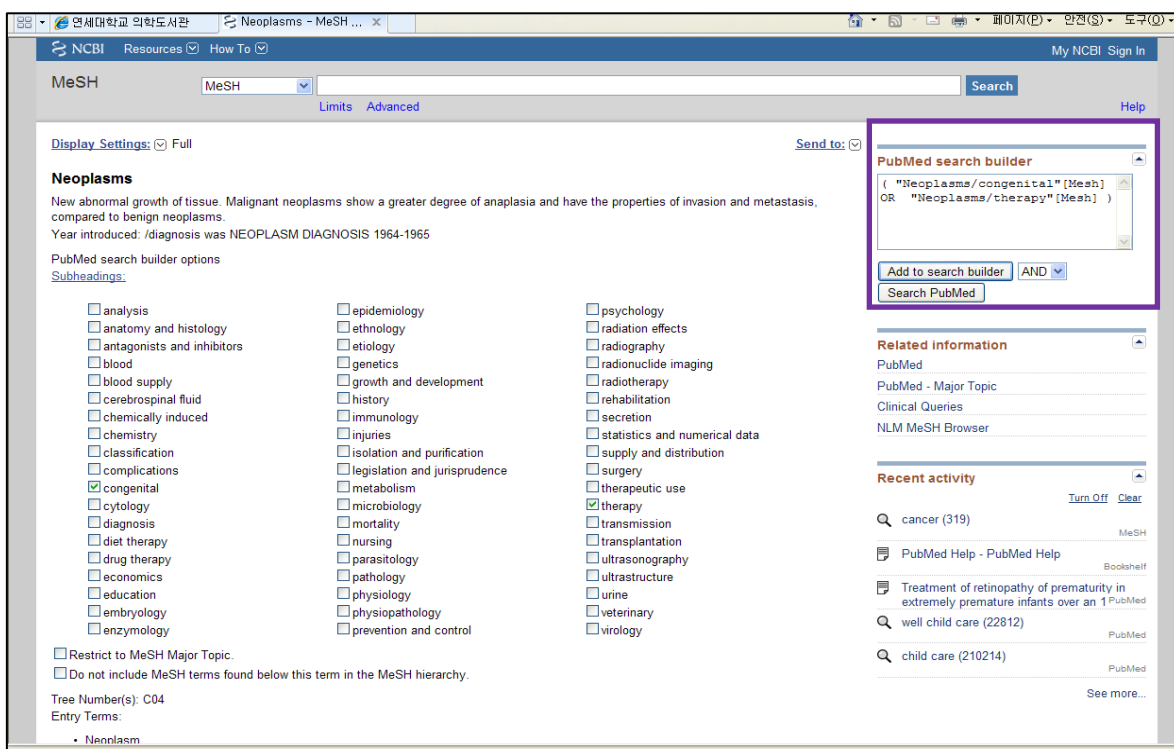 연세대학교 의학도서관
Neoplasms - MeSH ...
페이지(P) 안전(S) 도구(O)
NCBI Resources How To
My NCBI Sign In
MeSH
MeSH
Search
Limits Advanced
Help
Display Settings: Full
Send to:
Neoplasms
New abnormal growth of tissue. Malignant neoplasms show a greater degree of anaplasia and have the properties of invasion and metastasis,
compared to benign neoplasms.
Year introduced: /diagnosis was NEOPLASM DIAGNOSIS 1964-1965
PubMed search builder options
Subheadings:
analysis
anatomy and histology
antagonists and inhibitors
blood
blood supply
cerebrospinal fluid
chemically induced
chemistry
classification
complications
congenital
cytology
diagnosis
diet therapy
drug therapy
economics
education
embryology
enzymology
epidemiology
ethnology
etiology
genetics
growth and development
history
immunology
injuries
isolation and purification
legislation and jurisprudence
metabolism
microbiology
mortality
nursing
parasitology
pathology
physiology
physiopathology
prevention and control
psychology
radiation effects
radiography
radionuclide imaging
radiotherapy
rehabilitation
secretion
statistics and numerical data
supply and distribution
surgery
therapeutic use
therapy
transmission
transplantation
ultrasonography
ultrastructure
urine
veterinary
virology
Restrict to MeSH Major Topic.
Do not include MeSH terms found below this term in the MeSH hierarchy.
Tree Number(s): C04
Entry Terms:
• Neoplasm
PubMed search builder
( "Neoplasms/congenital"[Mesh]
OR "Neoplasms/therapy"[Mesh] )
Add to search builder AND
Search PubMed
Related information
PubMed
PubMed - Major Topic
Clinical Queries
NLM MeSH Browser
Recent activity
Turn Off Clear
cancer (319)
MeSH
PubMed Help - PubMed Help
Bookshelf
Treatment of retinopathy of prematurity in
extremely premature infants over an 1 PubMed
well child care (22812)
PubMed
child care (210214)
PubMed
See more...